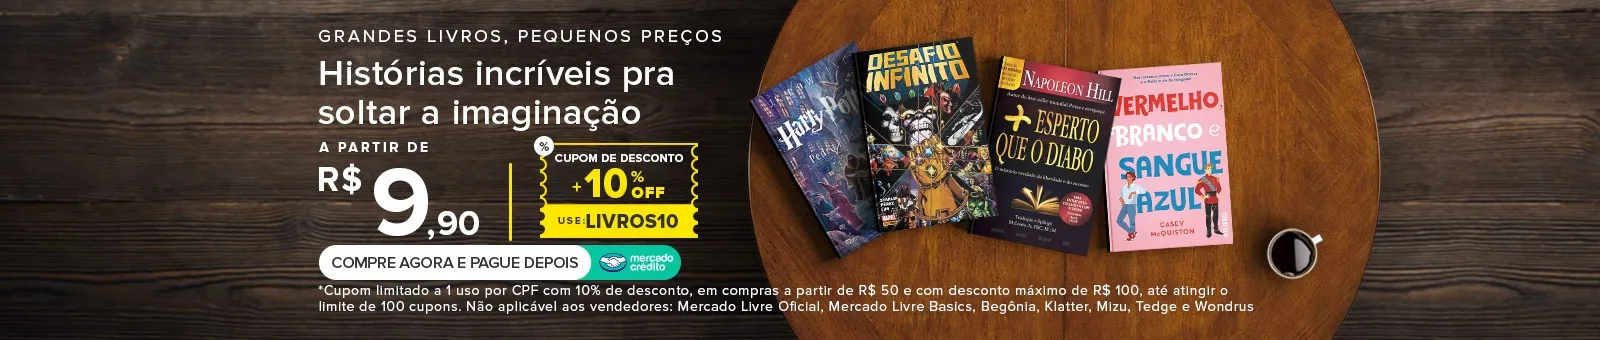 GRANDES LIVROS, PEQUENOS PREÇOS
Histórias incríveis pra
soltar a imaginação
A PARTIR DE
R$ 9,90
%
CUPOM DE DESCONTO
+10% OFF
USE:LIVROS10
COMPRE AGORA E PAGUE DEPOIS
mercado
crédito
*Cupom limitado a 1 uso por CPF com 10% de desconto, em compras a partir de R$ 50 e com desconto máximo de R$ 100, até atingir o
limite de 100 cupons. Não aplicável aos vendedores: Mercado Livre Oficial, Mercado Livre Basics, Begônia, Klatter, Mizu, Tedge e Wondrus
Harry
DESAFIO
INFINITO
MARVEL
NAPOLEON HILL
+ ESPERTO
QUE O DIABO
VERMELHO,
BRANCO e
SANGUE
AZUL
CASEY
McQUISTON